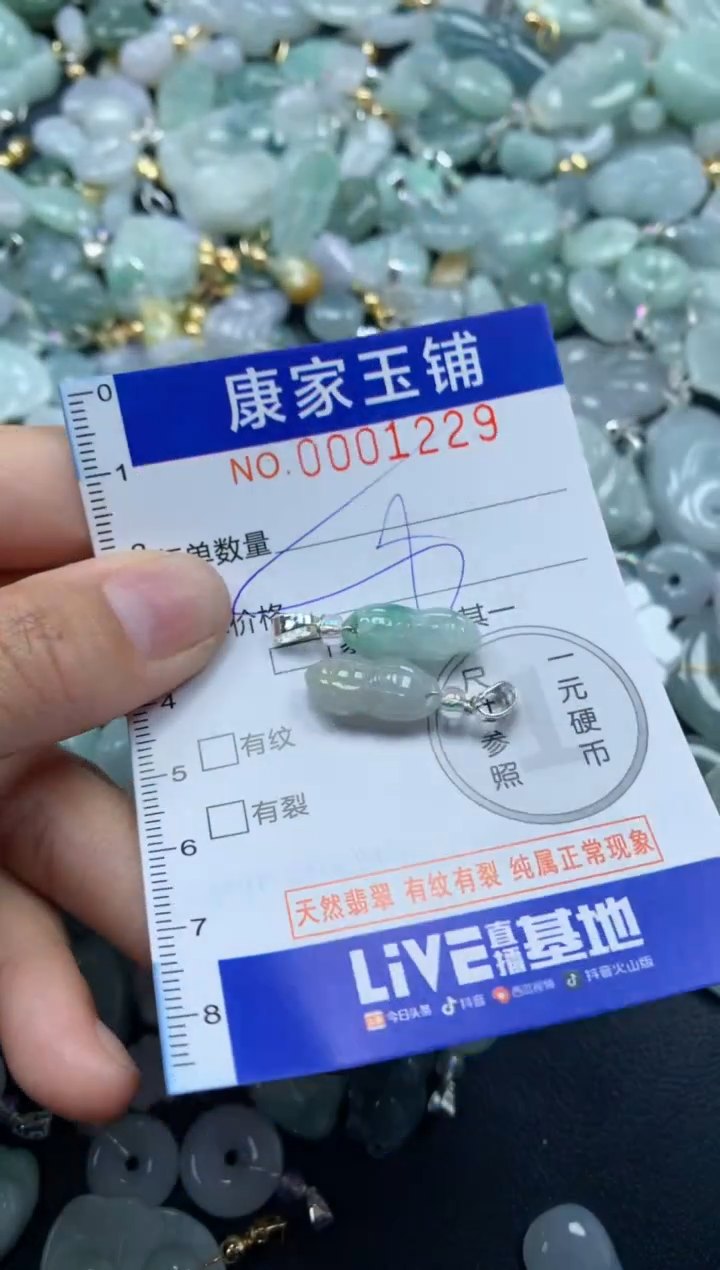 0
康家玉铺
1
NO.0001229
单数量
价格
其一
4
尺寸参照
一元硬币
1
5
有纹
6
有裂
天然翡翠 有纹有裂 纯属正常现象
7
LiVE直播基地
8
今日头条 抖音 西瓜视频 抖音火山版